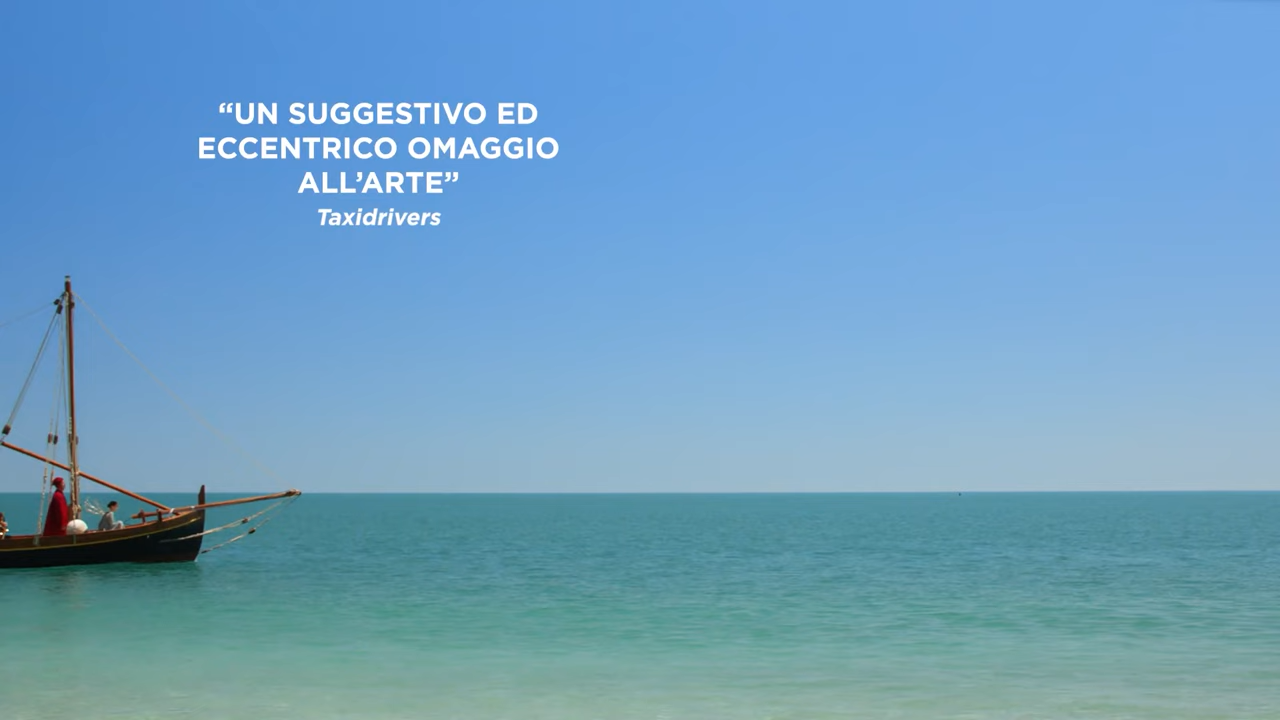 “UN SUGGESTIVO ED
ECCENTRICO OMAGGIO
ALL’ARTE”
Taxidrivers